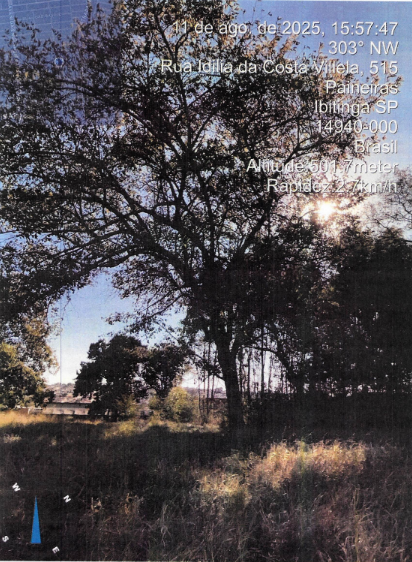 11 de ago. de 2025, 15:57:47
303° NW
Rua Idilia da Costa Villela, 515
Paineiras
Ibitinga SP
14940-000
Brasil
Altitude:501.7meter
Rapidez:2.7km/h
W
N
S
E